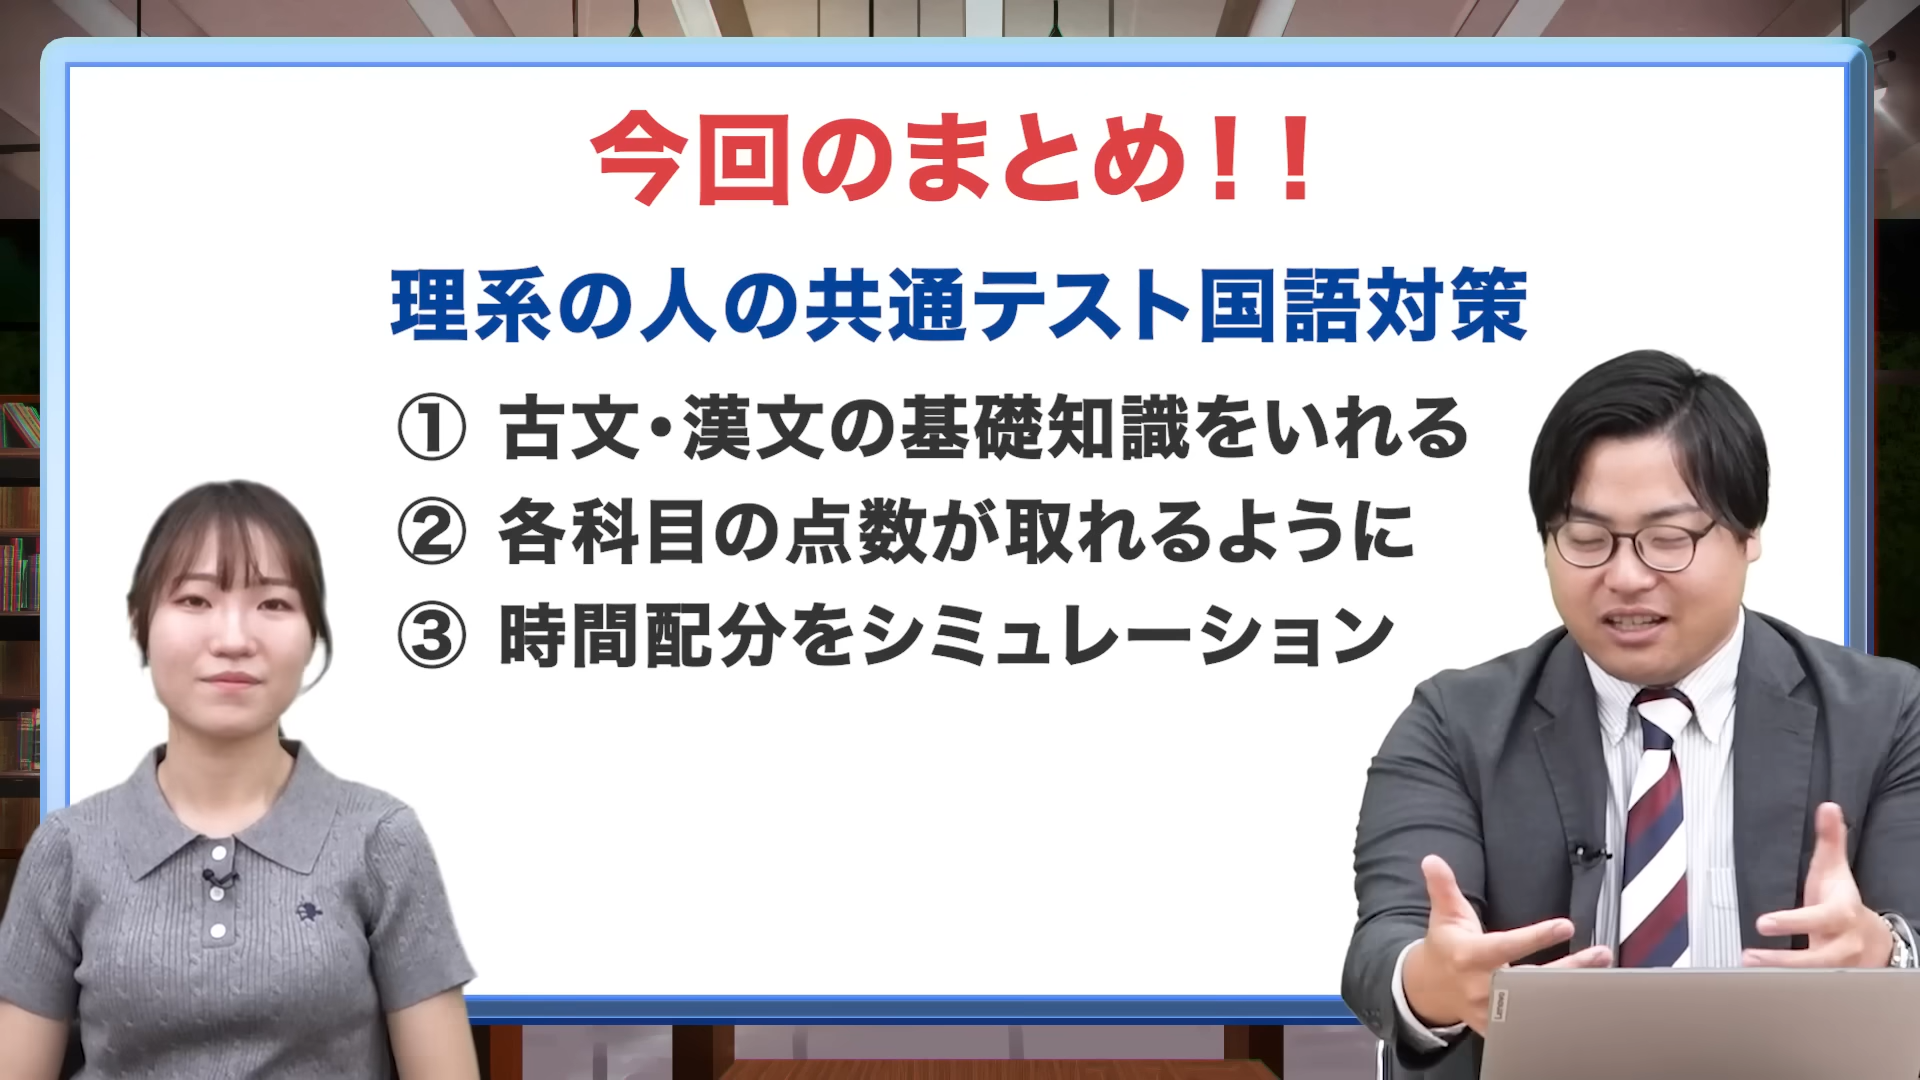 今回のまとめ！！
理系の人の共通テスト国語対策
① 古文・漢文の基礎知識をいれる
② 各科目の点数が取れるように
③ 時間配分をシミュレーション
Lenovo